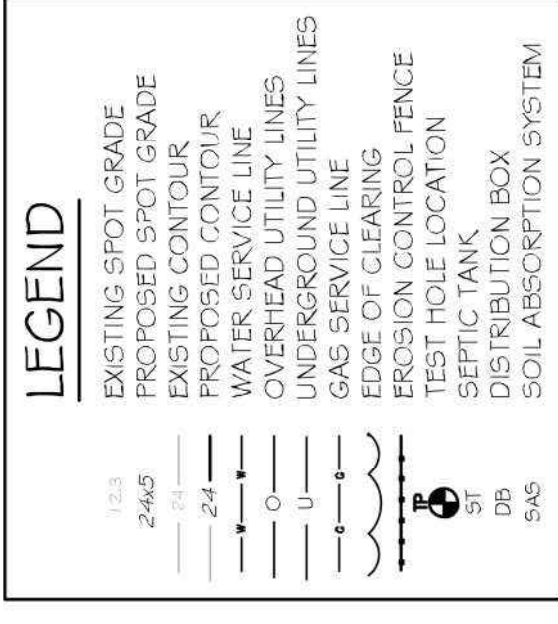 LEGEND
12.3 EXISTING SPOT GRADE
24x5 PROPOSED SPOT GRADE
24 EXISTING CONTOUR
24 PROPOSED CONTOUR
W W WATER SERVICE LINE
O OVERHEAD UTILITY LINES
U UNDERGROUND UTILITY LINES
G G GAS SERVICE LINE
EDGE OF CLEARING
EROSION CONTROL FENCE
TP TEST HOLE LOCATION
ST SEPTIC TANK
DB DISTRIBUTION BOX
SAS SOIL ABSORPTION SYSTEM